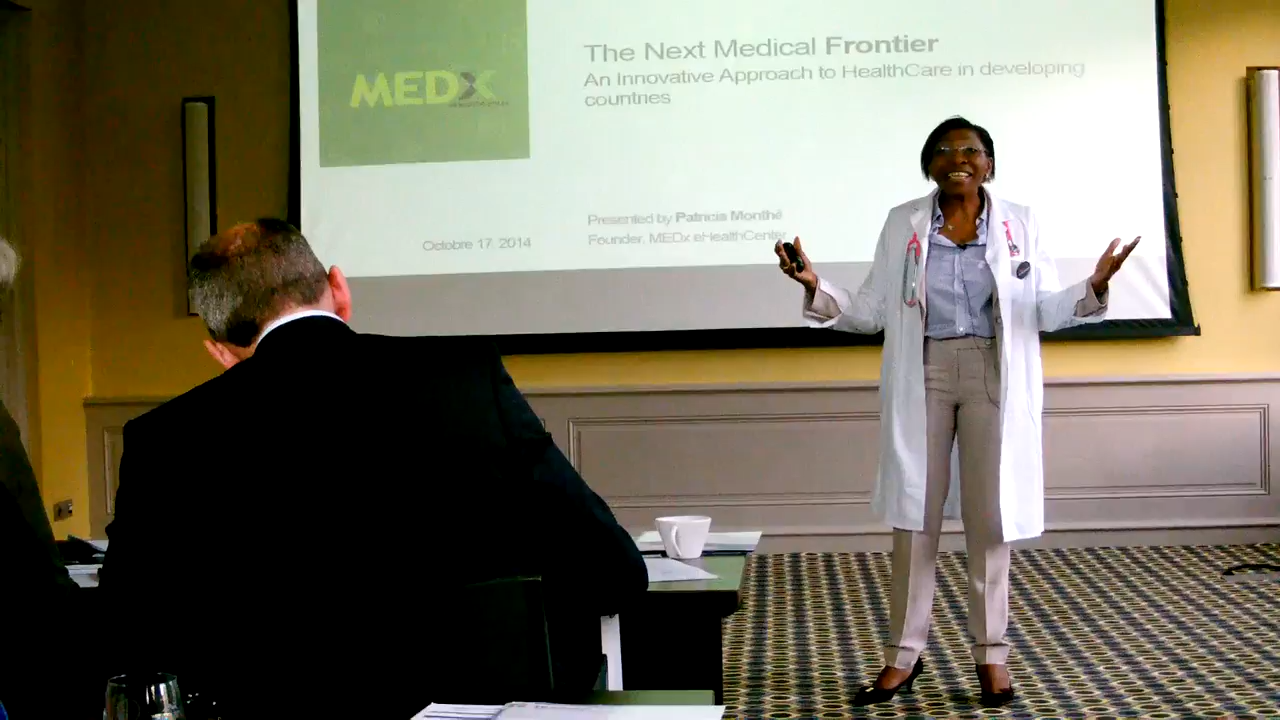 MEDX
The Next Medical Frontier
An Innovative Approach to HealthCare in developing
countries
Presented by Patricia Monthé
Octobre 17, 2014
Founder, MEDx eHealthCenter